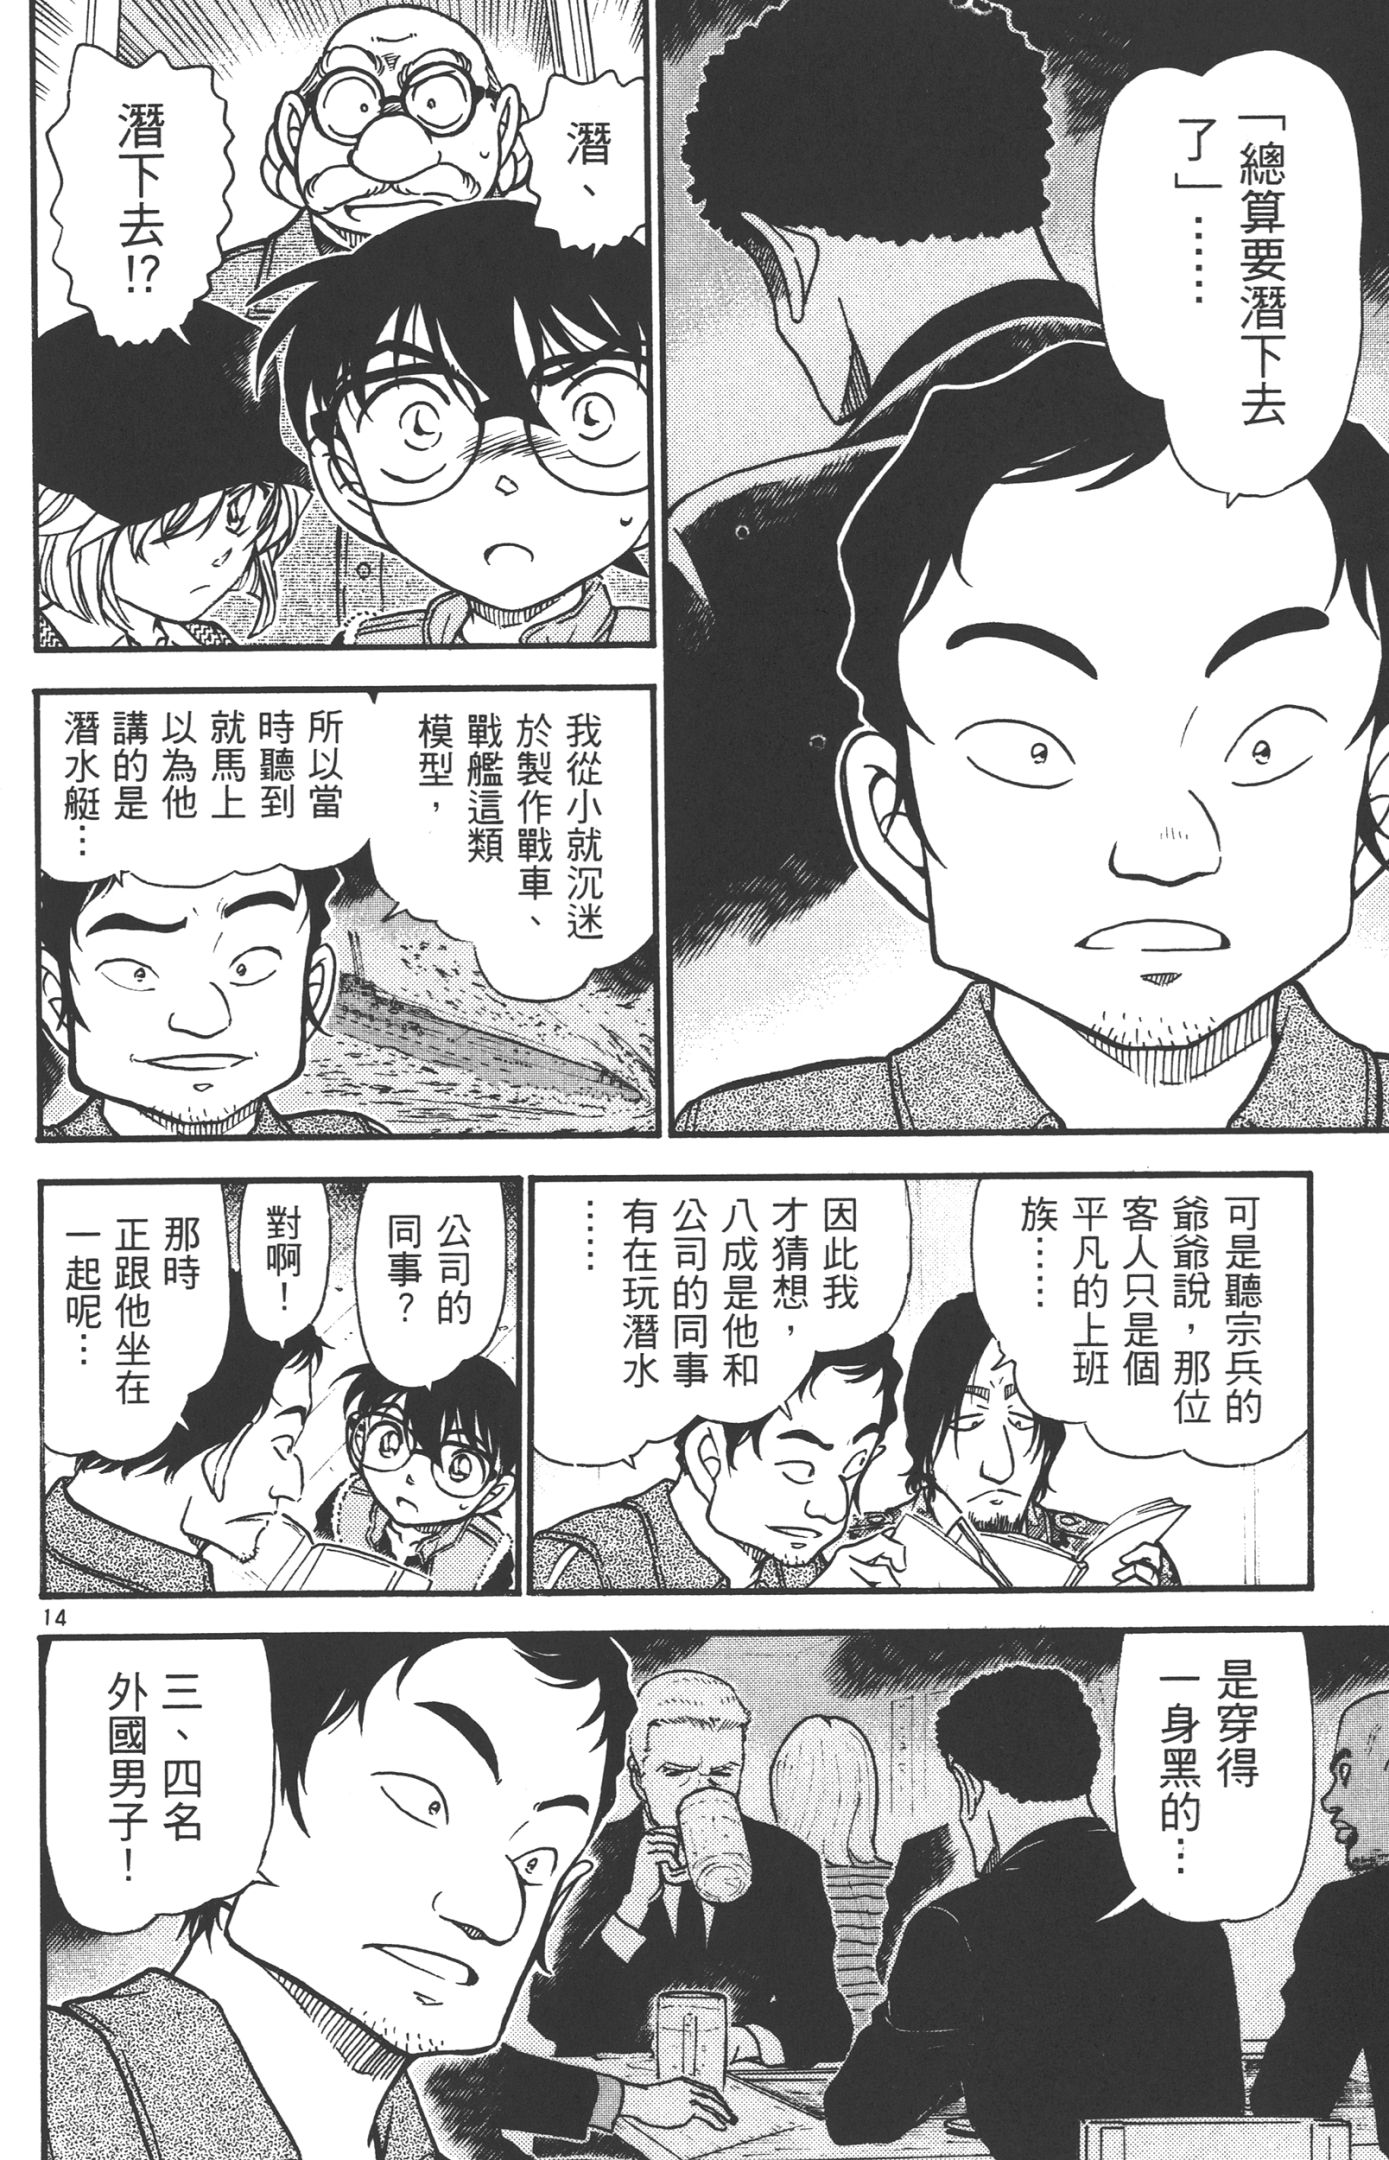 「總算要潛下去
了」……
潛、
潛下去!?
我從小就沉迷
於製作戰車、
戰艦這類
模型，
所以當
時聽到
就馬上
以為他
講的是
潛水艇…
可是聽宗兵的
爺爺說，那位
客人只是個
平凡的上班
族……
因此我
才猜想，
八成是他和
公司的同事
有在玩潛水
……
公司的
同事？
對啊！
那時
正跟他坐在
一起呢…
14
是穿得
一身黑的…
三、四名
外國男子！